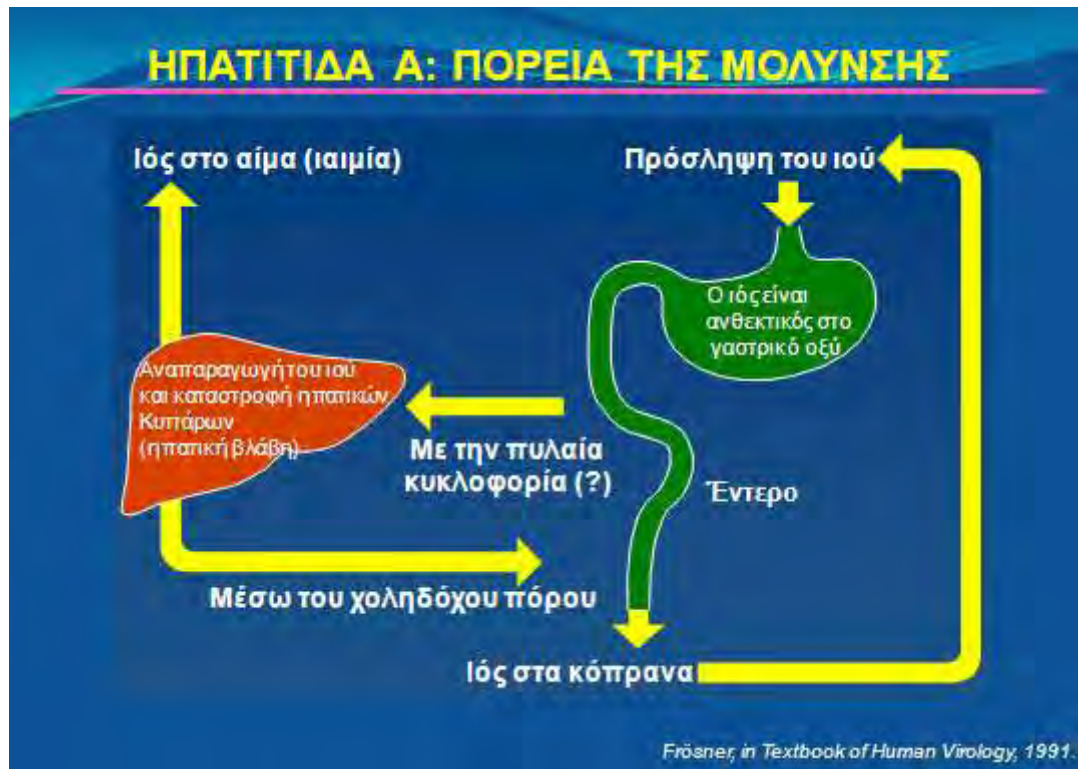 ΗΠΑΤΙΤΙΔΑ Α: ΠΟΡΕΙΑ ΤΗΣ ΜΟΛΥΝΣΗΣ
Ιός στο αίμα (ιαιμία)
Πρόσληψη του ιού
Ο ιός είναι
ανθεκτικός στο
γαστρικό οξύ
Αναπαραγωγή του ιού
και καταστροφή ηπατικών
Κυττάρων
(ηπατική βλάβη)
Με την πυλαία
κυκλοφορία (?)
Έντερο
Μέσω του χοληδόχου πόρου
Ιός στα κόπρανα
Frösner, in Textbook of Human Virology, 1991.